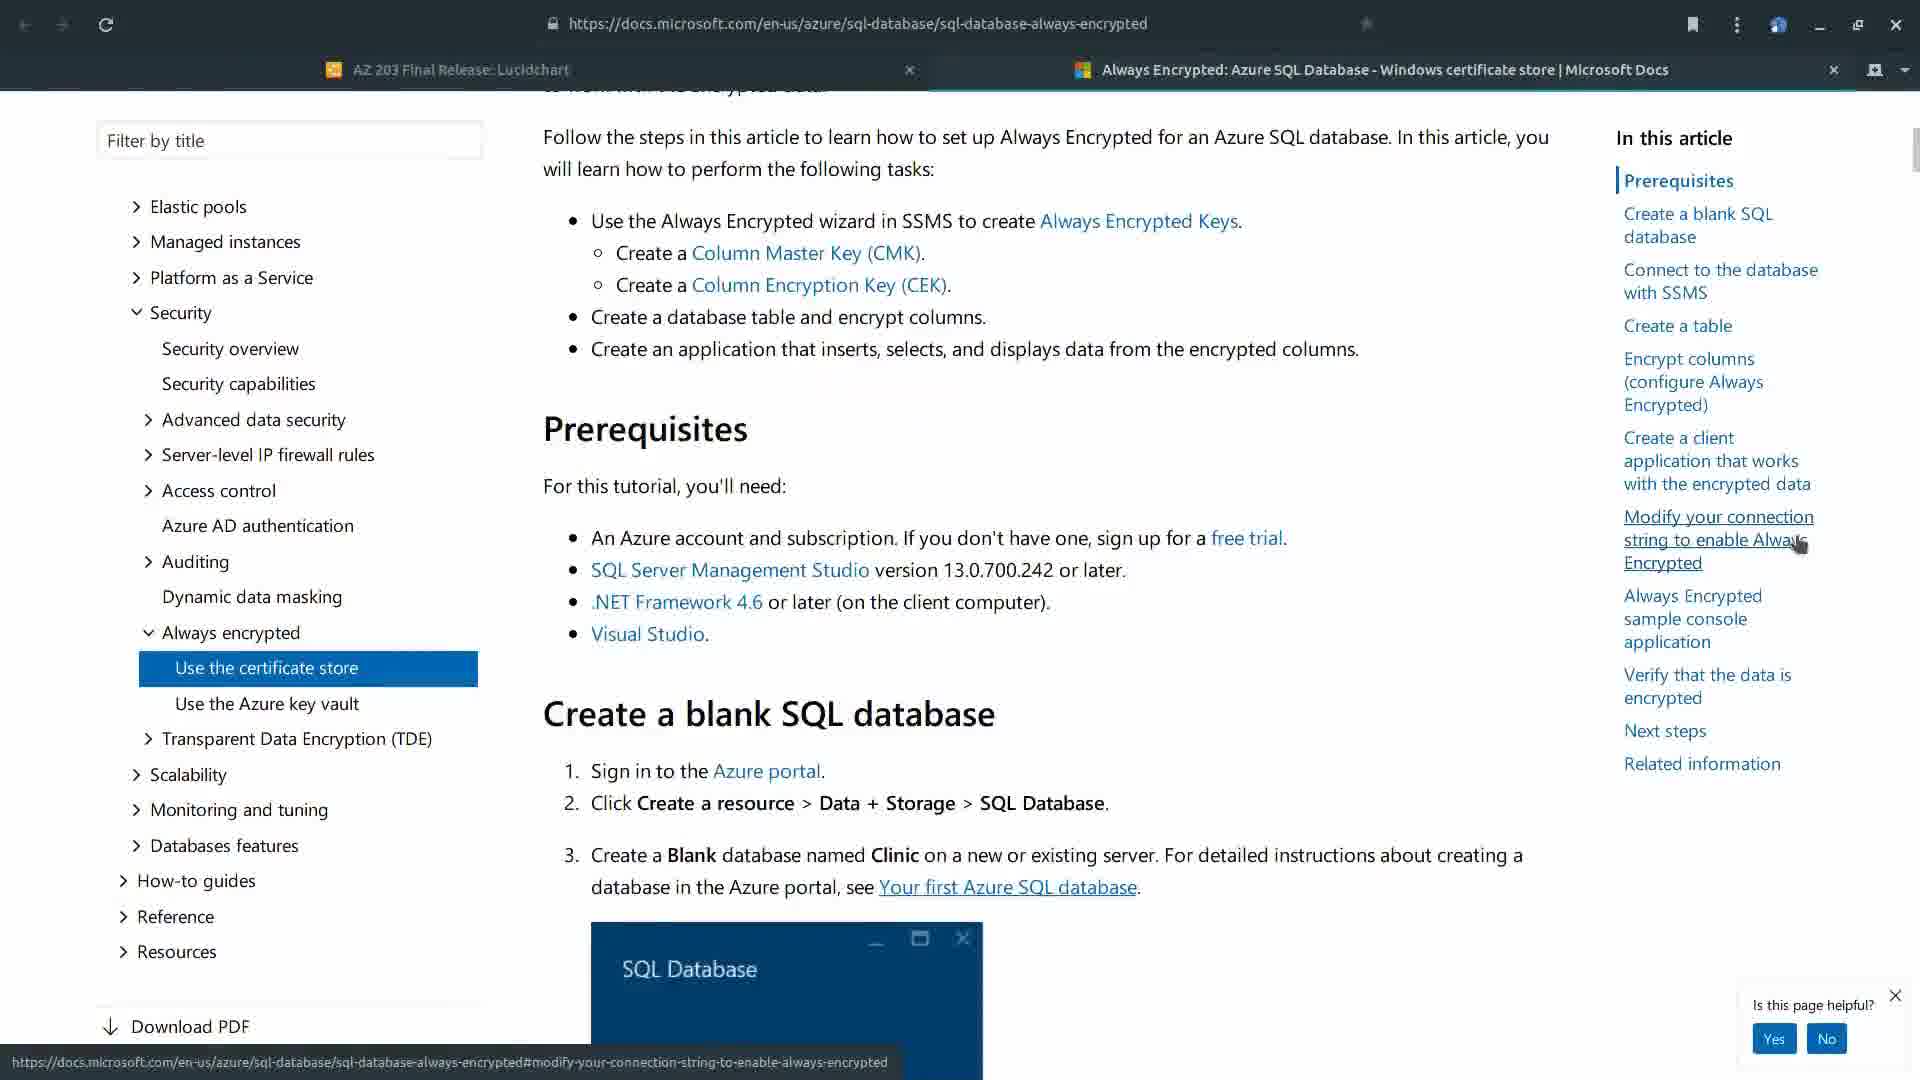 https://docs.microsoft.com/en-us/azure/sql-database/sql-database-always-encrypted
AZ 203 Final Release: Lucidchart
Always Encrypted: Azure SQL Database - Windows certificate store | Microsoft Docs
Filter by title
Elastic pools
Managed instances
Platform as a Service
Security
Security overview
Security capabilities
Advanced data security
Server-level IP firewall rules
Access control
Azure AD authentication
Auditing
Dynamic data masking
Always encrypted
Use the certificate store
Use the Azure key vault
Transparent Data Encryption (TDE)
Scalability
Monitoring and tuning
Databases features
How-to guides
Reference
Resources
Download PDF
Follow the steps in this article to learn how to set up Always Encrypted for an Azure SQL database. In this article, you
will learn how to perform the following tasks:
Use the Always Encrypted wizard in SSMS to create Always Encrypted Keys.
Create a Column Master Key (CMK).
Create a Column Encryption Key (CEK).
Create a database table and encrypt columns.
Create an application that inserts, selects, and displays data from the encrypted columns.
Prerequisites
For this tutorial, you'll need:
An Azure account and subscription. If you don't have one, sign up for a free trial.
SQL Server Management Studio version 13.0.700.242 or later.
.NET Framework 4.6 or later (on the client computer).
Visual Studio.
Create a blank SQL database
1. Sign in to the Azure portal.
2. Click Create a resource > Data + Storage > SQL Database.
3. Create a Blank database named Clinic on a new or existing server. For detailed instructions about creating a
database in the Azure portal, see Your first Azure SQL database.
SQL Database
In this article
Prerequisites
Create a blank SQL
database
Connect to the database
with SSMS
Create a table
Encrypt columns
(configure Always
Encrypted)
Create a client
application that works
with the encrypted data
Modify your connection
string to enable Always
Encrypted
Always Encrypted
sample console
application
Verify that the data is
encrypted
Next steps
Related information
Is this page helpful?
Yes
No
https://docs.microsoft.com/en-us/azure/sql-database/sql-database-always-encrypted#modify-your-connection-string-to-enable-always-encrypted